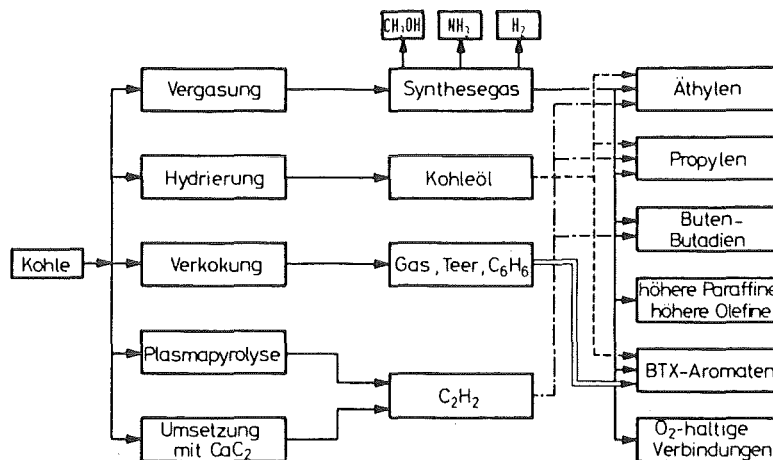 CH3OH
NH3
H2
Vergasung
Synthesegas
Äthylen
Propylen
Hydrierung
Kohleöl
Buten-
Butadien
Kohle
Verkokung
Gas, Teer, C6H6
höhere Paraffine
höhere Olefine
Plasmapyrolyse
BTX-Aromaten
C2H2
Umsetzung
mit CaC2
O2-haltige
Verbindungen